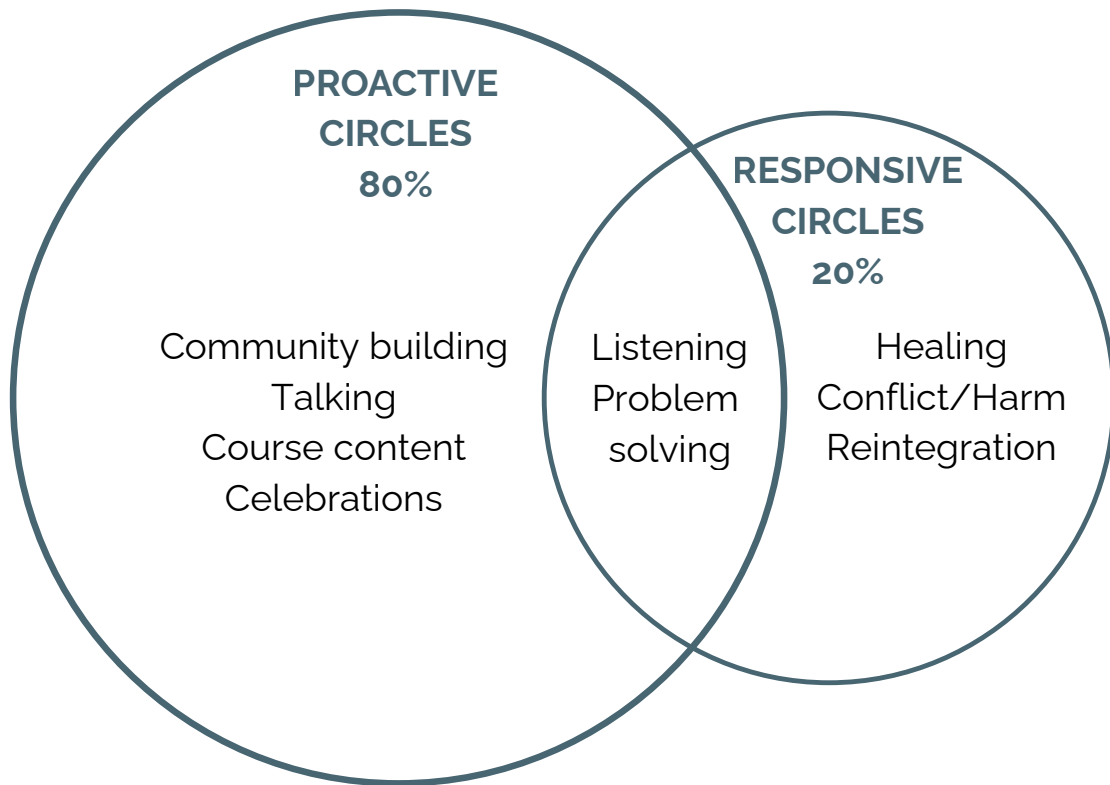 PROACTIVE
CIRCLES
80%
RESPONSIVE
CIRCLES
20%
Community building
Talking
Course content
Celebrations
Listening
Problem
solving
Healing
Conflict/Harm
Reintegration